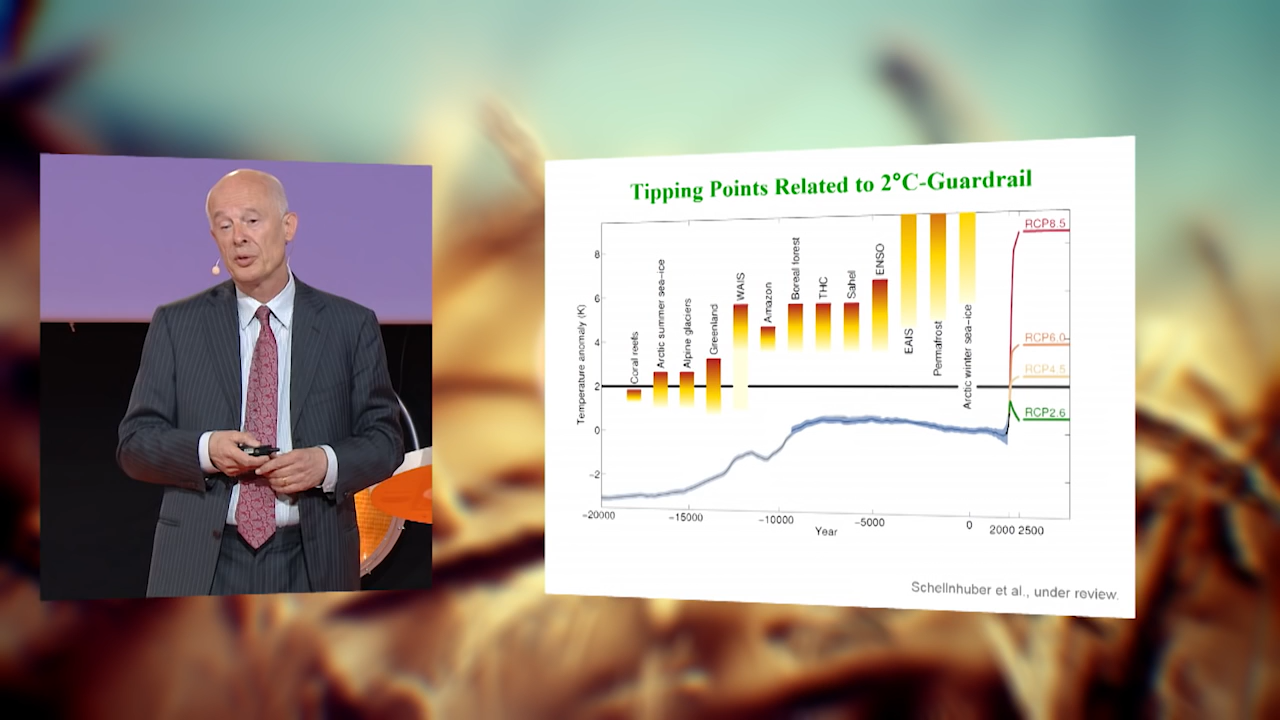 Tipping Points Related to 2°C-Guardrail
Temperature anomaly (K)
8
6
4
2
0
−2
Coral reefs
Arctic summer sea−ice
Alpine glaciers
Greenland
WAIS
Amazon
Boreal forest
THC
Sahel
ENSO
EAIS
Permafrost
Arctic winter sea−ice
RCP8.5
RCP6.0
RCP4.5
RCP2.6
−20000
−15000
−10000
−5000
0
2000 2500
Year
Schellnhuber et al., under review.